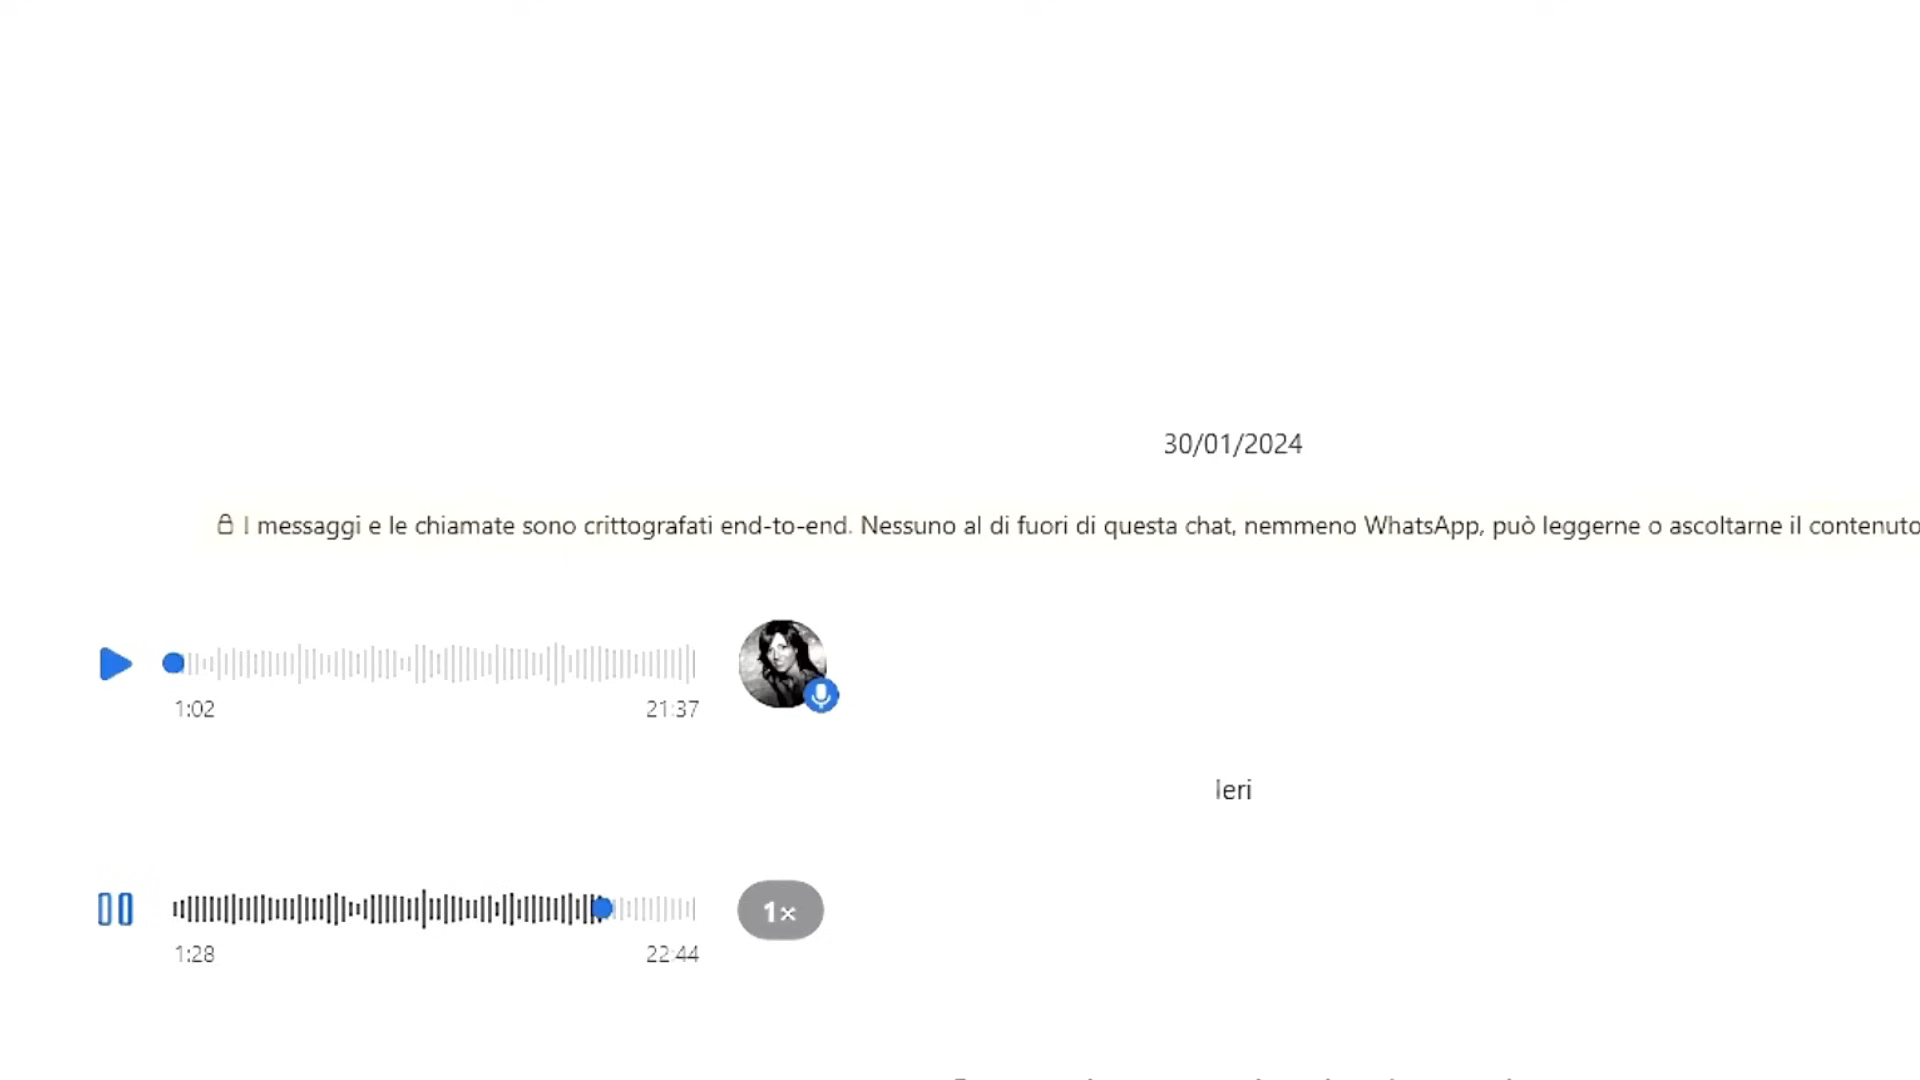 30/01/2024
I messaggi e le chiamate sono crittografati end-to-end. Nessuno al di fuori di questa chat, nemmeno WhatsApp, può leggerne o ascoltarne il contenuto
1:02 21:37
Ieri
1×
1:28 22:44